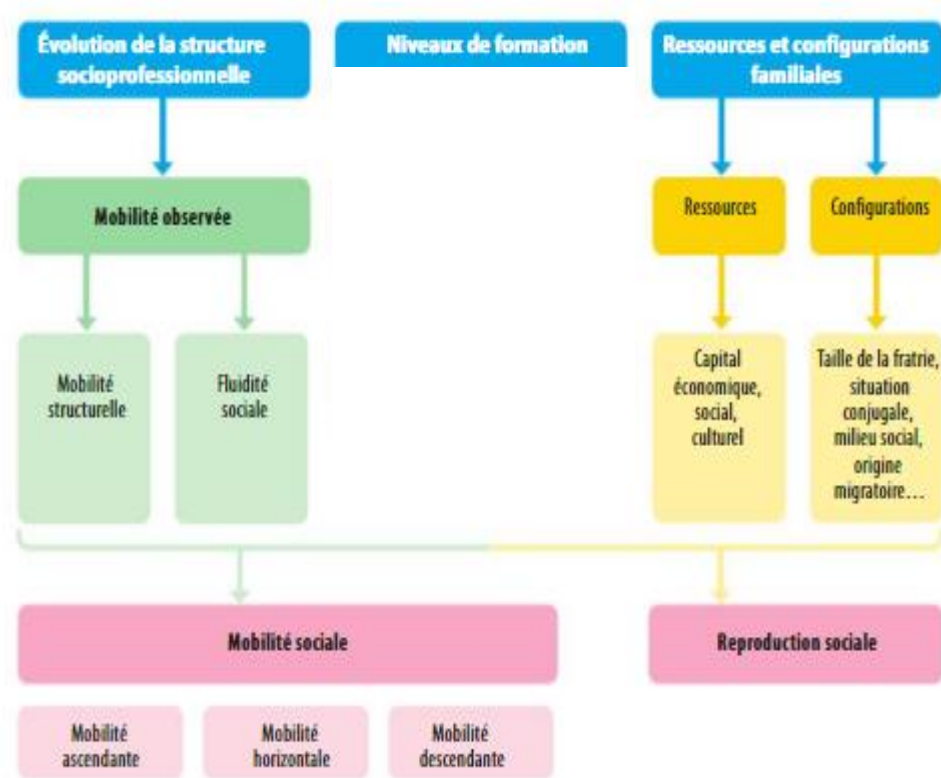 Évolution de la structure
socioprofessionnelle
Niveaux de formation
Ressources et configurations
familiales
Mobilité observée
Ressources
Configurations
Mobilité
structurelle
Fluidité
sociale
Capital
économique,
social,
culturel
Taille de la fratrie,
situation
conjugale,
milieu social,
origine
migratoire...
Mobilité sociale
Reproduction sociale
Mobilité
ascendante
Mobilité
horizontale
Mobilité
descendante